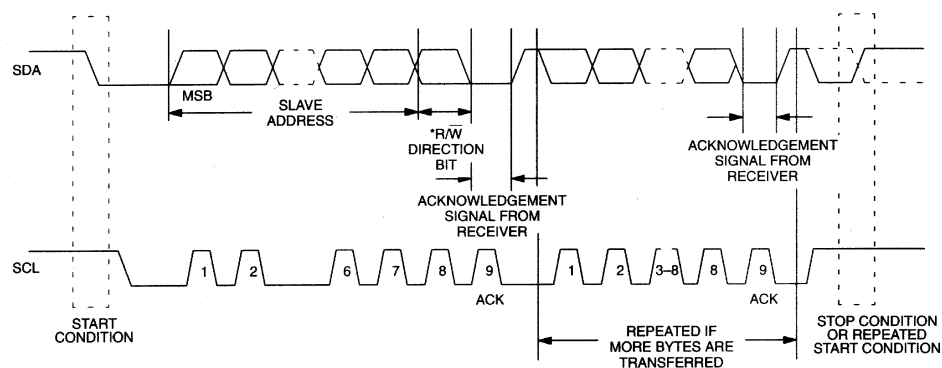 SDA
MSB
SLAVE
ADDRESS
*R/W̅
DIRECTION
BIT
ACKNOWLEDGEMENT
SIGNAL FROM
RECEIVER
ACKNOWLEDGEMENT
SIGNAL FROM
RECEIVER
SCL
1 2 6 7 8 9 1 2 3–8 8 9
ACK
ACK
START
CONDITION
REPEATED IF
MORE BYTES ARE
TRANSFERRED
STOP CONDITION
OR REPEATED
START CONDITION